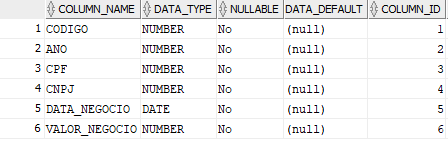 COLUMN_NAME DATA_TYPE NULLABLE DATA_DEFAULT COLUMN_ID
1 CODIGO NUMBER No (null) 1
2 ANO NUMBER No (null) 2
3 CPF NUMBER No (null) 3
4 CNPJ NUMBER No (null) 4
5 DATA_NEGOCIO DATE No (null) 5
6 VALOR_NEGOCIO NUMBER No (null) 6